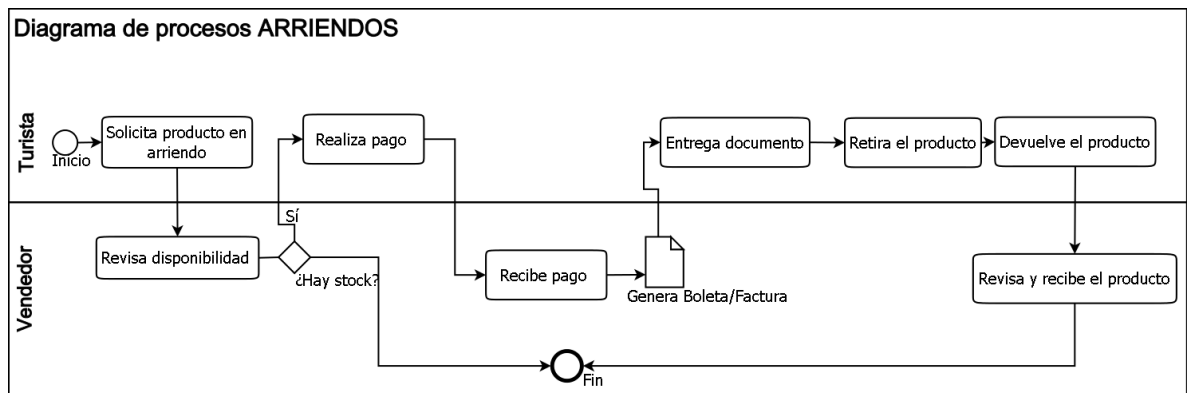 Diagrama de procesos ARRIENDOS
Turista
Inicio
Solicita producto en
arriendo
Realiza pago
Entrega documento
Retira el producto
Devuelve el producto
Vendedor
Revisa disponibilidad
Sí
¿Hay stock?
Recibe pago
Genera Boleta/Factura
Revisa y recibe el producto
Fin